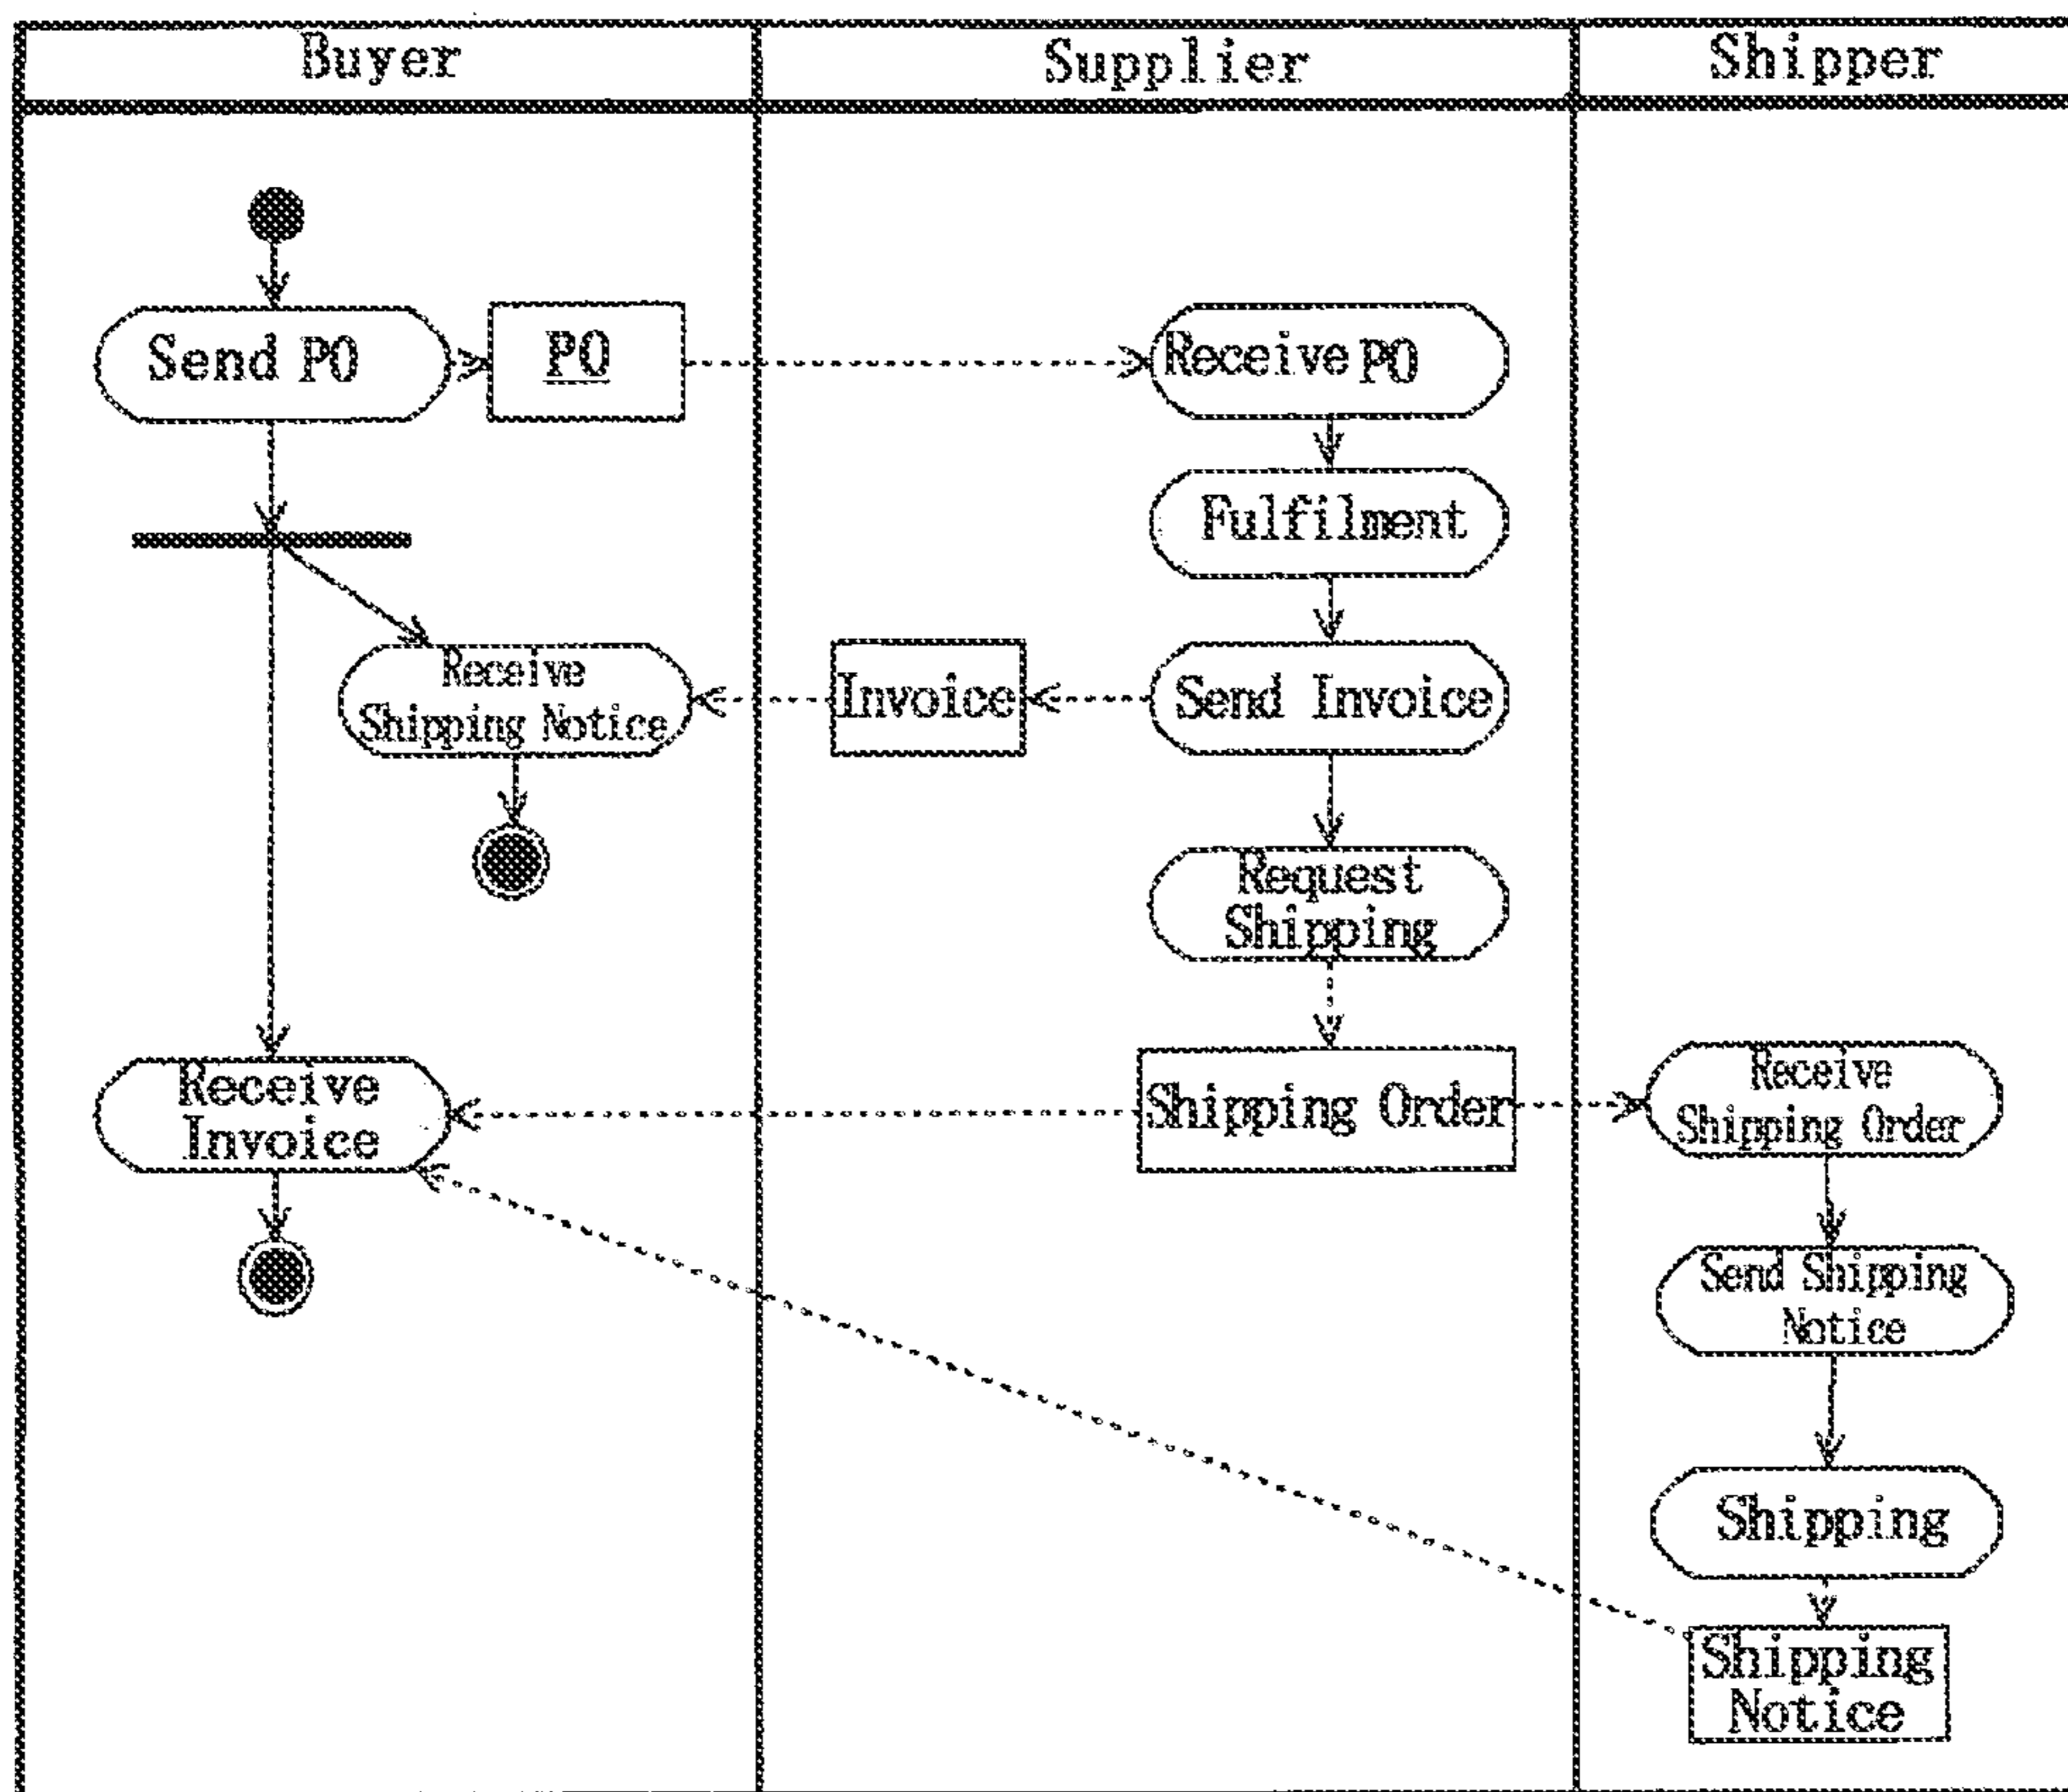 Buyer
Supplier
Shipper
Send PO
PO
Receive PO
Fulfilment
Receive
Shipping Notice
Invoice
Send Invoice
Request
Shipping
Receive
Invoice
Shipping Order
Receive
Shipping Order
Send Shipping
Notice
Shipping
Shipping
Notice